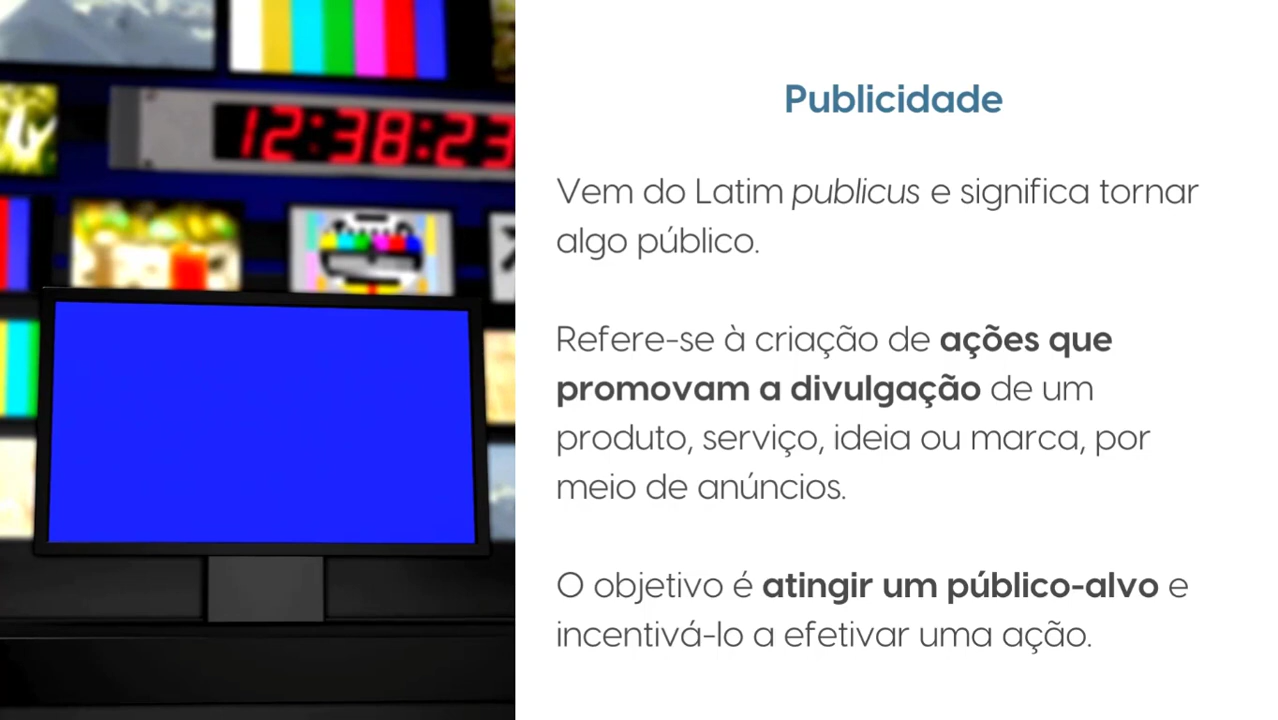 12:38:23
Publicidade
Vem do Latim publicus e significa tornar
algo público.
Refere-se à criação de ações que
promovam a divulgação de um
produto, serviço, ideia ou marca, por
meio de anúncios.
O objetivo é atingir um público-alvo e
incentivá-lo a efetivar uma ação.